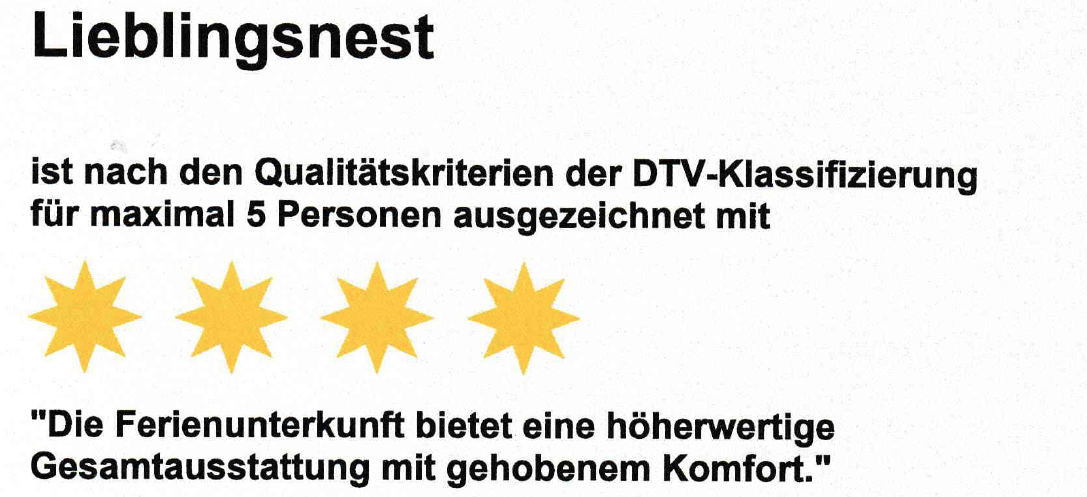 Lieblingsnest
ist nach den Qualitätskriterien der DTV-Klassifizierung
für maximal 5 Personen ausgezeichnet mit
"Die Ferienunterkunft bietet eine höherwertige
Gesamtausstattung mit gehobenem Komfort."